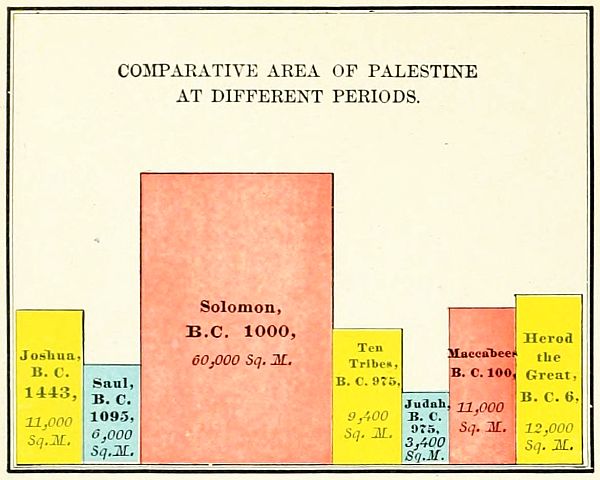 COMPARATIVE AREA OF PALESTINE
AT DIFFERENT PERIODS.
Joshua,
B. C.
1443,
11,000
Sq. M.
Saul,
B. C.
1095,
6,000
Sq. M.
Solomon,
B.C. 1000,
60,000 Sq. M.
Ten
Tribes,
B. C. 975,
9,400
Sq. M.
Judah,
B. C.
975,
3,400
Sq. M.
Maccabees
B. C. 100,
11,000
Sq. M.
Herod
the
Great,
B. C. 6,
12,000
Sq. M.